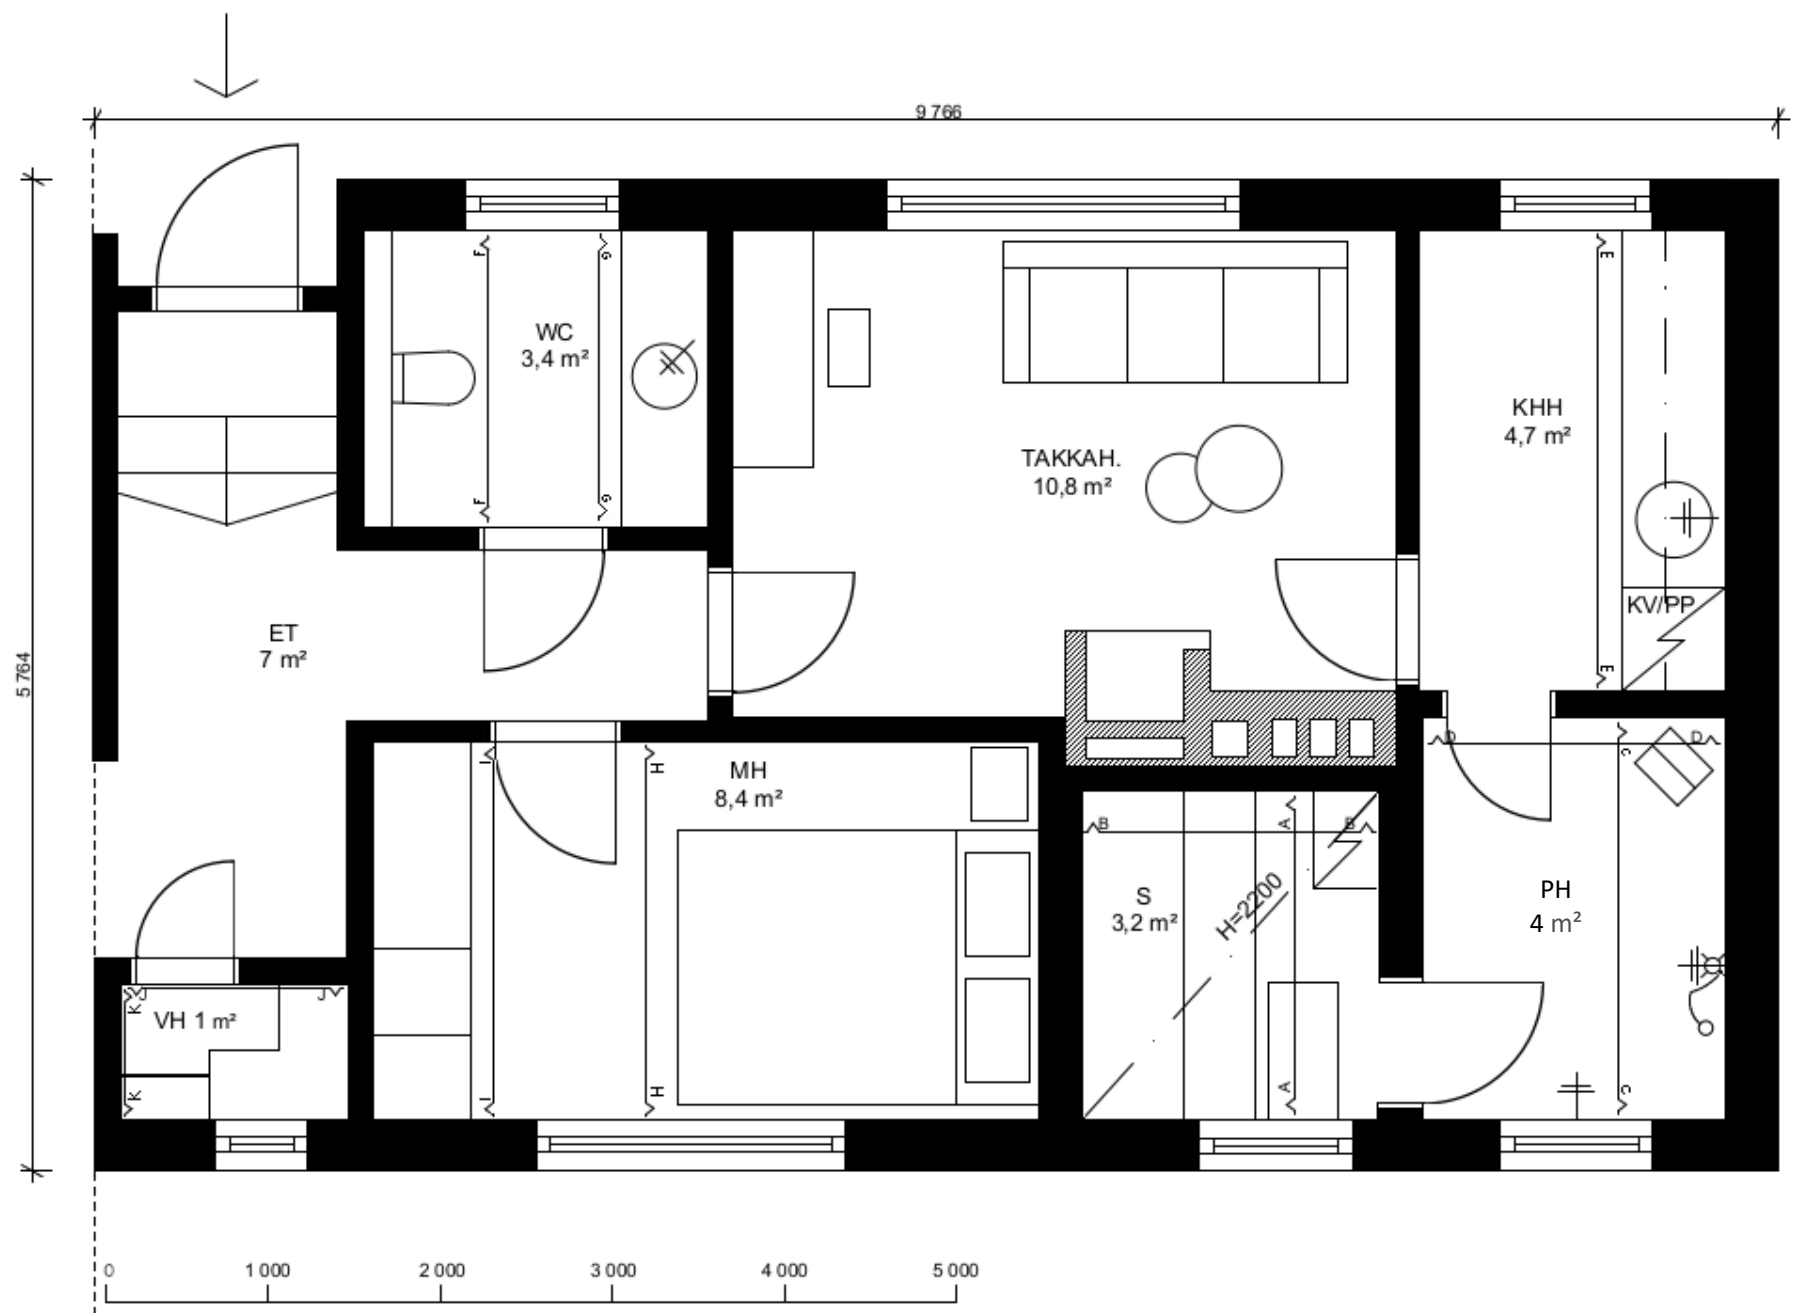 9 766
F
G
E
WC
3,4 m²
KHH
4,7 m²
TAKKAH.
10,8 m²
F
G
KV/PP
ET
7 m²
5 764
E
D
D
C
I
H
MH
8,4 m²
B
A
B
S
3,2 m²
H=2200
PH
4 m²
J
J
K
VH 1 m²
K
I
H
A
C
0
1 000
2 000
3 000
4 000
5 000